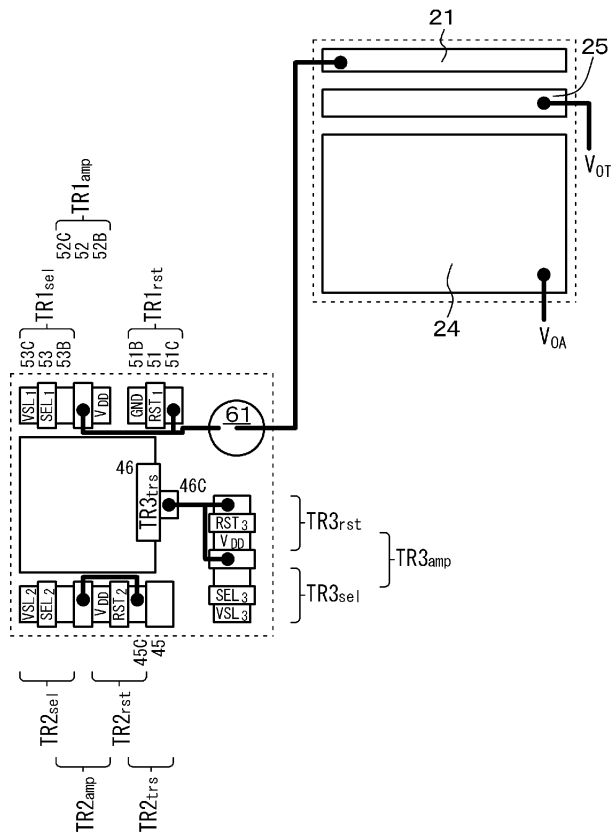 21
25
V_OT
24
V_OA
TR1amp
52C
52
52B
TR1sel
TR1rst
53C
53
53B
51B
51
51C
VSL1
SEL1
VDD
GND
RST1
61
46
46C
TR3trs
RST3
VDD
TR3rst
TR3amp
SEL3
VSL3
TR3sel
VSL2
SEL2
VDD
RST2
45C
45
TR2sel
TR2rst
TR2amp
TR2trs